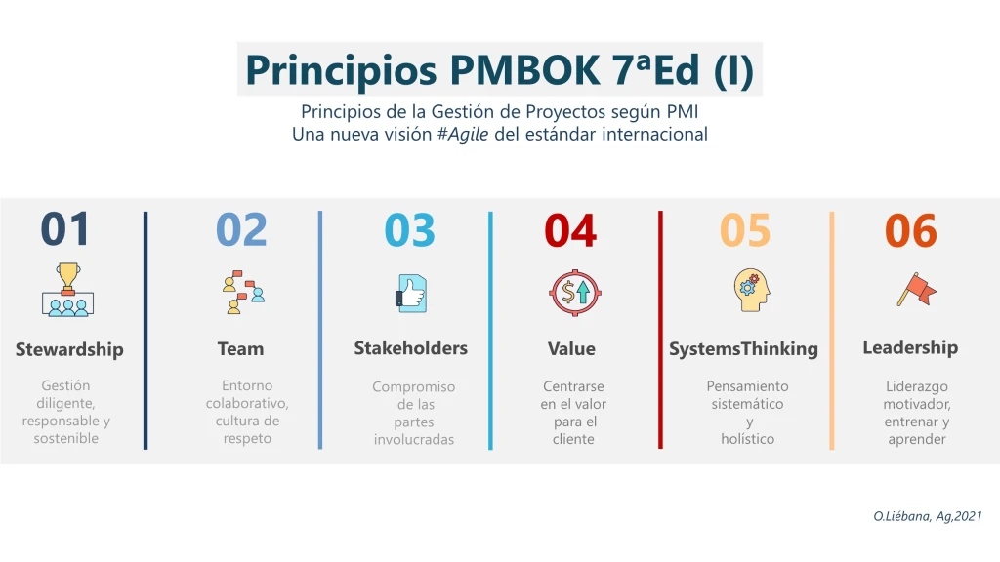 Principios PMBOK 7ªEd (I)
Principios de la Gestión de Proyectos según PMI
Una nueva visión #Agile del estándar internacional
01
Stewardship
Gestión
diligente,
responsable y
sostenible
02
Team
Entorno
colaborativo,
cultura de
respeto
03
Stakeholders
Compromiso
de las
partes
involucradas
04
$
Value
Centrarse
en el valor
para el
cliente
05
SystemsThinking
Pensamiento
sistemático
y
holístico
06
Leadership
Liderazgo
motivador,
entrenar y
aprender
O.Liébana, Ag,2021